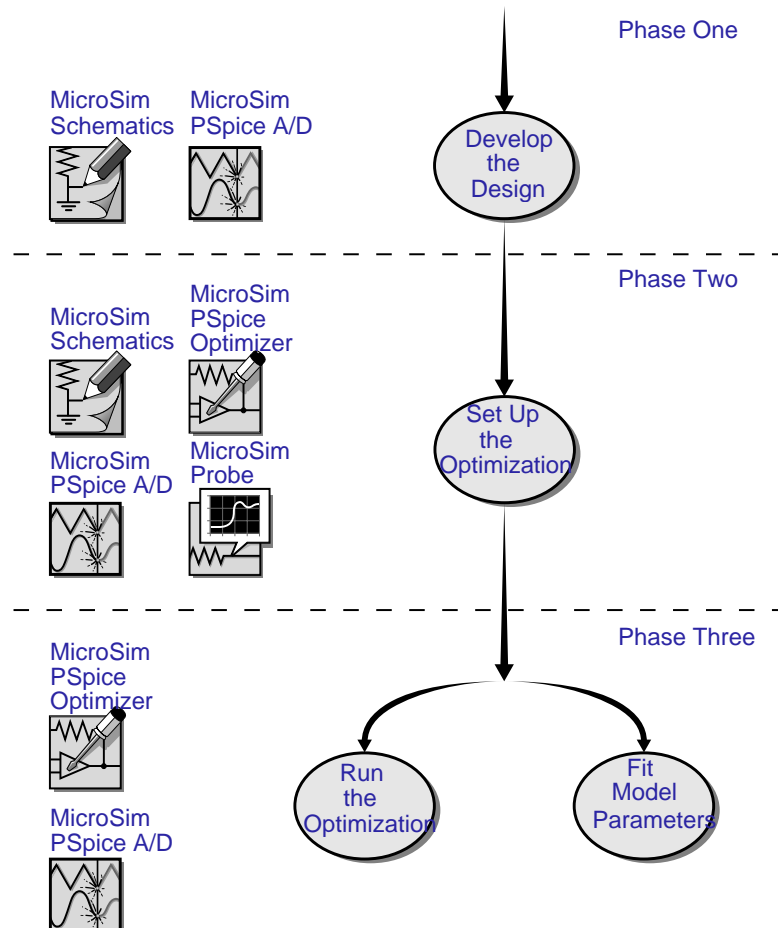 Phase One
MicroSim
Schematics
MicroSim
PSpice A/D
Develop
the
Design
Phase Two
MicroSim
Schematics
MicroSim
PSpice
Optimizer
MicroSim
PSpice A/D
MicroSim
Probe
Set Up
the
Optimization
Phase Three
MicroSim
PSpice
Optimizer
MicroSim
PSpice A/D
Run
the
Optimization
Fit
Model
Parameters